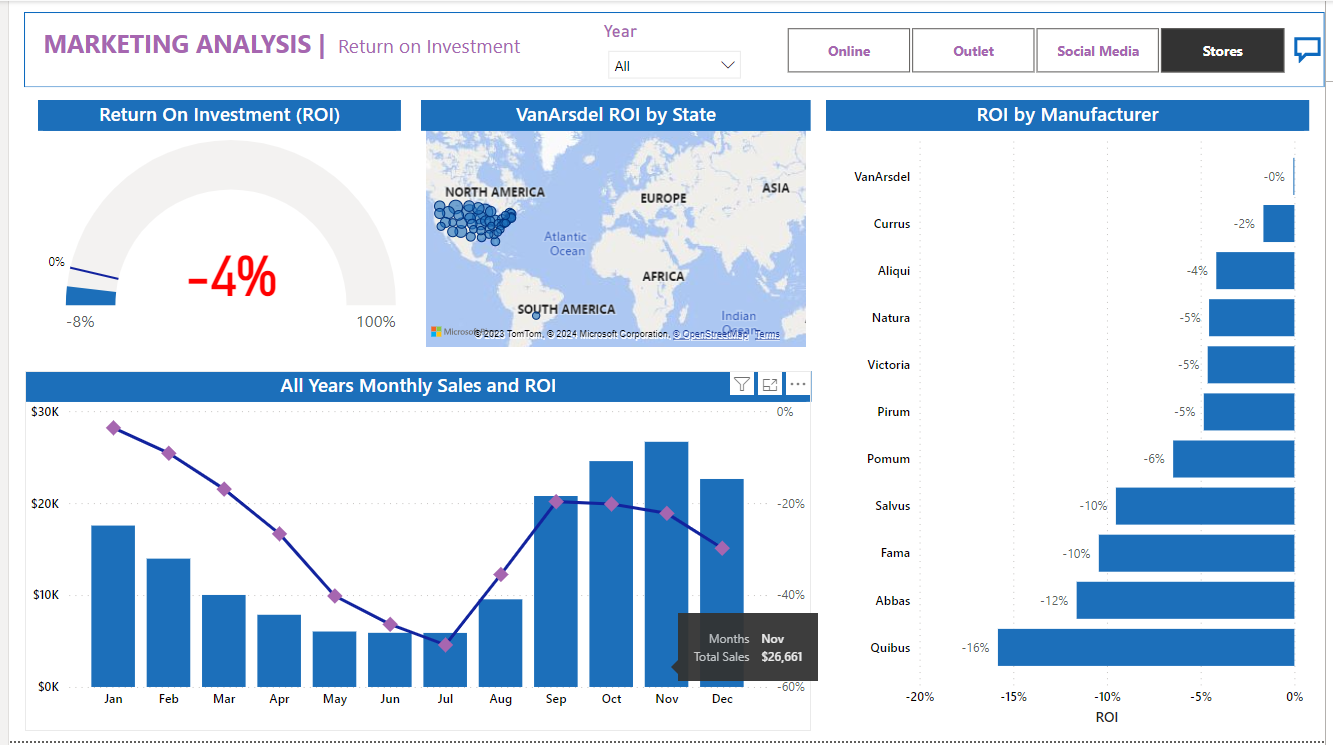 MARKETING ANALYSIS | Return on Investment
Year
All
Online
Outlet
Social Media
Stores
Return On Investment (ROI)
0%
-4%
-8%
100%
VanArsdel ROI by State
NORTH AMERICA
EUROPE
ASIA
Atlantic
Ocean
AFRICA
SOUTH AMERICA
Indian
Ocean
Microsoft
© 2023 TomTom, © 2024 Microsoft Corporation, © OpenStreetMap Terms
All Years Monthly Sales and ROI
$30K
$20K
$10K
$0K
0%
-20%
-40%
-60%
Jan Feb Mar Apr May Jun Jul Aug Sep Oct Nov Dec
Months Nov
Total Sales $26,661
ROI by Manufacturer
VanArsdel -0%
Currus -2%
Aliqui -4%
Natura -5%
Victoria -5%
Pirum -5%
Pomum -6%
Salvus -10%
Fama -10%
Abbas -12%
Quibus -16%
-20% -15% -10% -5% 0%
ROI